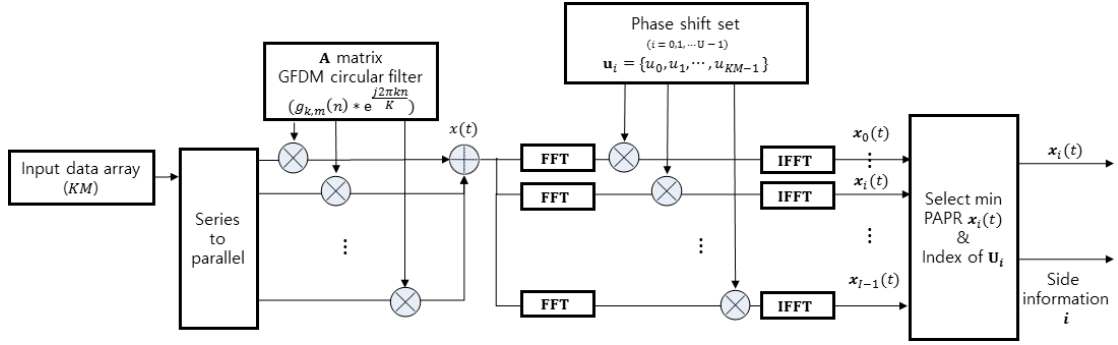 Input data array
(KM)
Series
to
parallel
A matrix
GFDM circular filter
(g_{k,m}(n) * e^{\frac{j2πkn}{K}})
⋮
x(t)
Phase shift set
(i = 0,1, ⋯ U − 1)
u_i = {u_0, u_1, ⋯, u_{KM−1}}
FFT
FFT
⋮
FFT
IFFT
IFFT
IFFT
x_0(t)
⋮
x_i(t)
⋮
x_{I−1}(t)
Select min
PAPR x_i(t)
&
Index of U_i
x_i(t)
Side
information
i